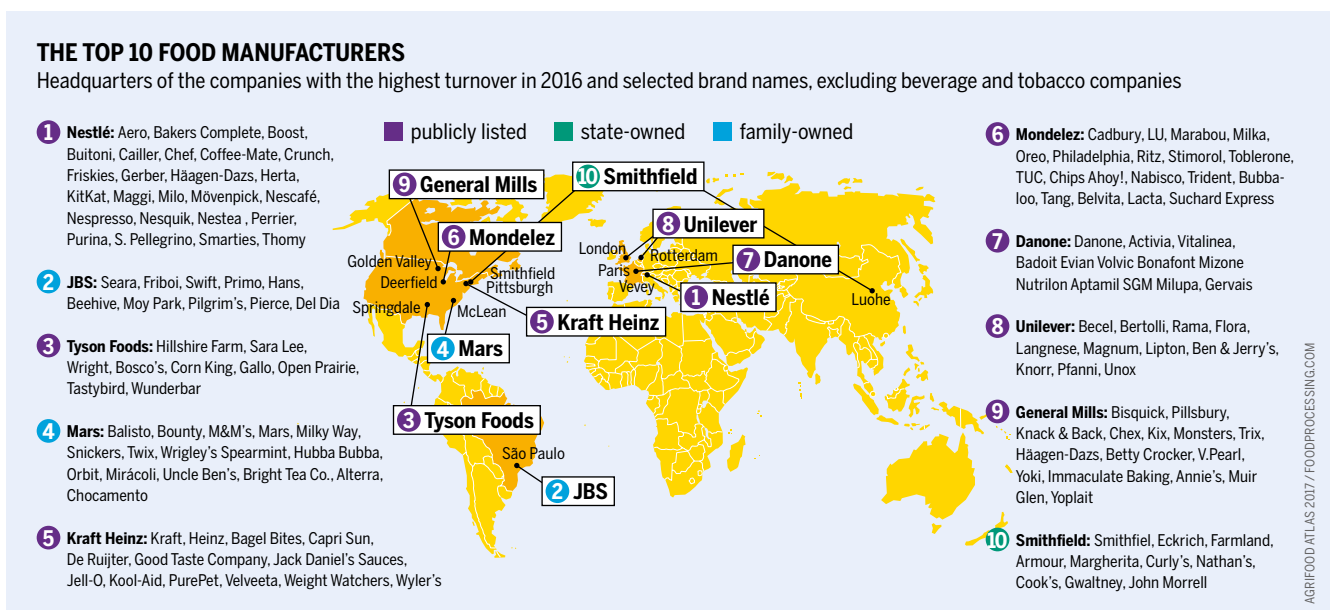 THE TOP 10 FOOD MANUFACTURERS
Headquarters of the companies with the highest turnover in 2016 and selected brand names, excluding beverage and tobacco companies
1 Nestlé: Aero, Bakers Complete, Boost,
Buitoni, Cailler, Chef, Coffee-Mate, Crunch,
Friskies, Gerber, Häagen-Dazs, Herta,
KitKat, Maggi, Milo, Mövenpick, Nescafé,
Nespresso, Nesquik, Nestea , Perrier,
Purina, S. Pellegrino, Smarties, Thomy
2 JBS: Seara, Friboi, Swift, Primo, Hans,
Beehive, Moy Park, Pilgrim's, Pierce, Del Dia
3 Tyson Foods: Hillshire Farm, Sara Lee,
Wright, Bosco's, Corn King, Gallo, Open Prairie,
Tastybird, Wunderbar
4 Mars: Balisto, Bounty, M&M's, Mars, Milky Way,
Snickers, Twix, Wrigley's Spearmint, Hubba Bubba,
Orbit, Mirácoli, Uncle Ben's, Bright Tea Co., Alterra,
Chocamento
5 Kraft Heinz: Kraft, Heinz, Bagel Bites, Capri Sun,
De Ruijter, Good Taste Company, Jack Daniel's Sauces,
Jell-O, Kool-Aid, PurePet, Velveeta, Weight Watchers, Wyler's
publicly listed
state-owned
family-owned
9 General Mills
10 Smithfield
6 Mondelez
8 Unilever
7 Danone
1 Nestlé
5 Kraft Heinz
4 Mars
3 Tyson Foods
2 JBS
Golden Valley
Deerfield
Springdale
Smithfield
Pittsburgh
McLean
London
Rotterdam
Paris
Vevey
Luohe
São Paulo
6 Mondelez: Cadbury, LU, Marabou, Milka,
Oreo, Philadelphia, Ritz, Stimorol, Toblerone,
TUC, Chips Ahoy!, Nabisco, Trident, Bubba-
loo, Tang, Belvita, Lacta, Suchard Express
7 Danone: Danone, Activia, Vitalinea,
Badoit Evian Volvic Bonafont Mizone
Nutrilon Aptamil SGM Milupa, Gervais
8 Unilever: Becel, Bertolli, Rama, Flora,
Langnese, Magnum, Lipton, Ben & Jerry's,
Knorr, Pfanni, Unox
9 General Mills: Bisquick, Pillsbury,
Knack & Back, Chex, Kix, Monsters, Trix,
Häagen-Dazs, Betty Crocker, V.Pearl,
Yoki, Immaculate Baking, Annie's, Muir
Glen, Yoplait
10 Smithfield: Smithfiel, Eckrich, Farmland,
Armour, Margherita, Curly's, Nathan's,
Cook's, Gwaltney, John Morrell
AGRIFOOD ATLAS 2017 / FOODPROCESSING.COM